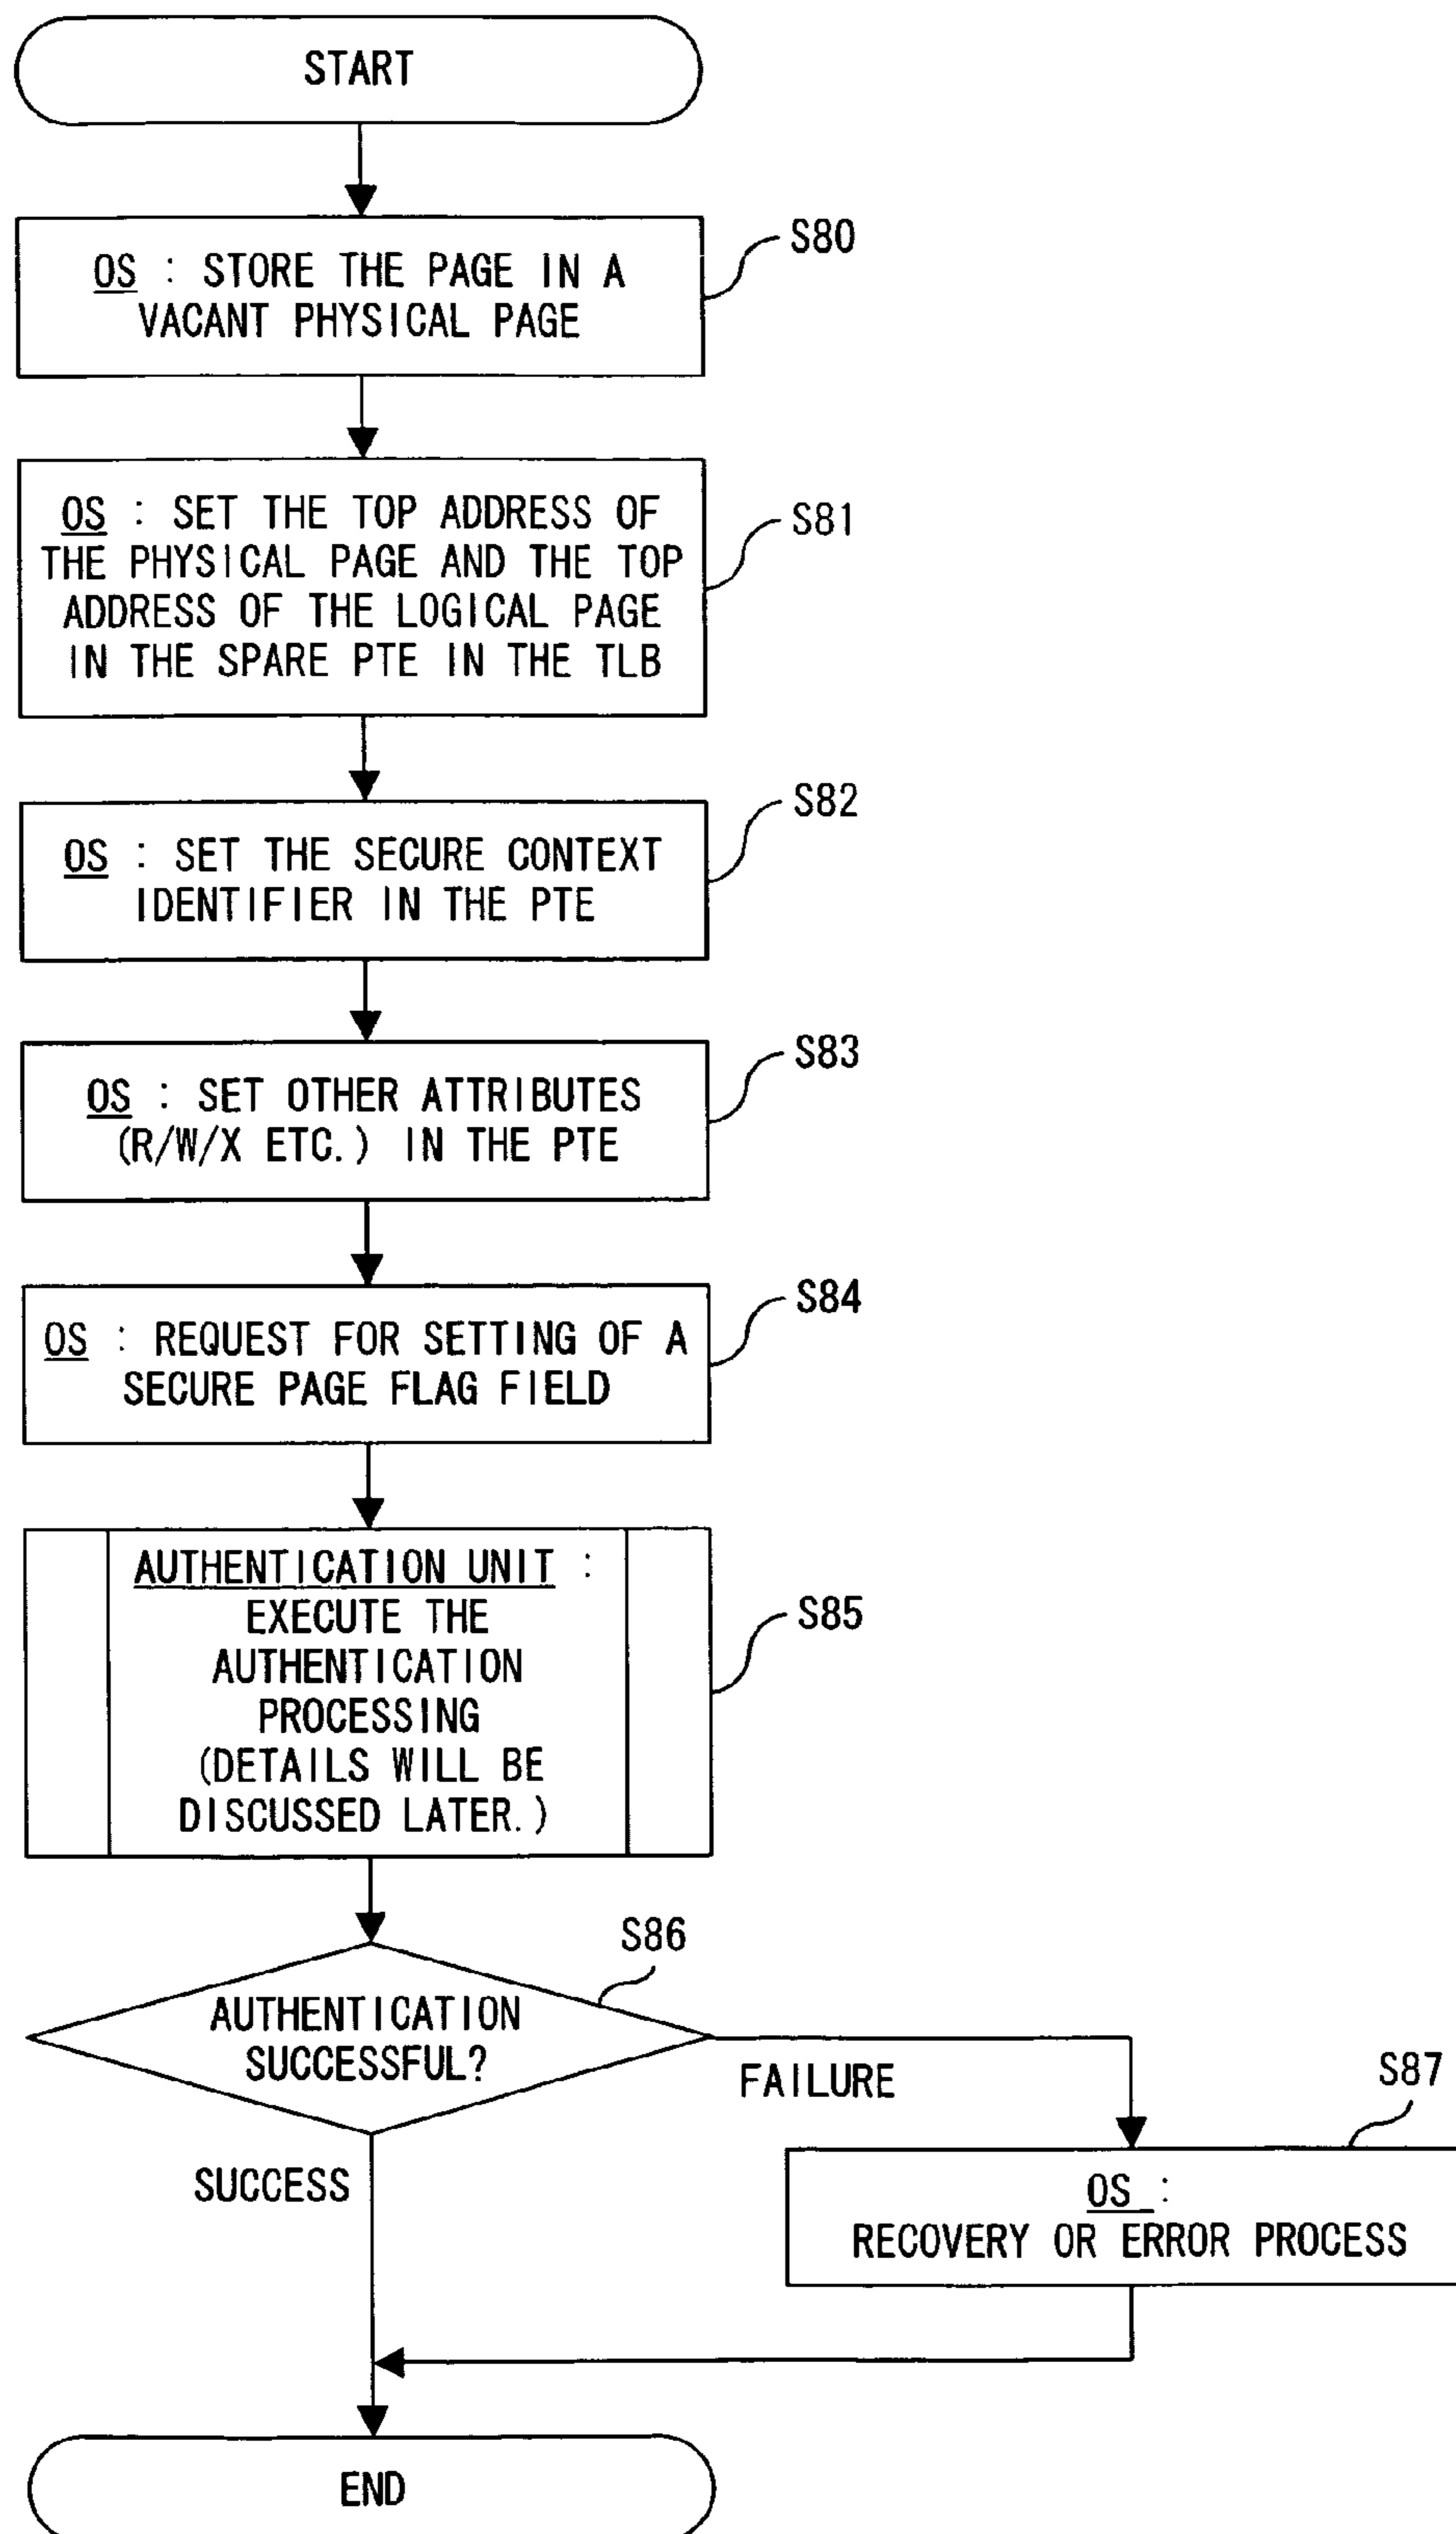 START
S80
OS : STORE THE PAGE IN A
VACANT PHYSICAL PAGE
S81
OS : SET THE TOP ADDRESS OF
THE PHYSICAL PAGE AND THE TOP
ADDRESS OF THE LOGICAL PAGE
IN THE SPARE PTE IN THE TLB
S82
OS : SET THE SECURE CONTEXT
IDENTIFIER IN THE PTE
S83
OS : SET OTHER ATTRIBUTES
(R/W/X ETC.) IN THE PTE
S84
OS : REQUEST FOR SETTING OF A
SECURE PAGE FLAG FIELD
S85
AUTHENTICATION UNIT :
EXECUTE THE
AUTHENTICATION
PROCESSING
(DETAILS WILL BE
DISCUSSED LATER.)
S86
AUTHENTICATION
SUCCESSFUL?
FAILURE
S87
SUCCESS
OS :
RECOVERY OR ERROR PROCESS
END